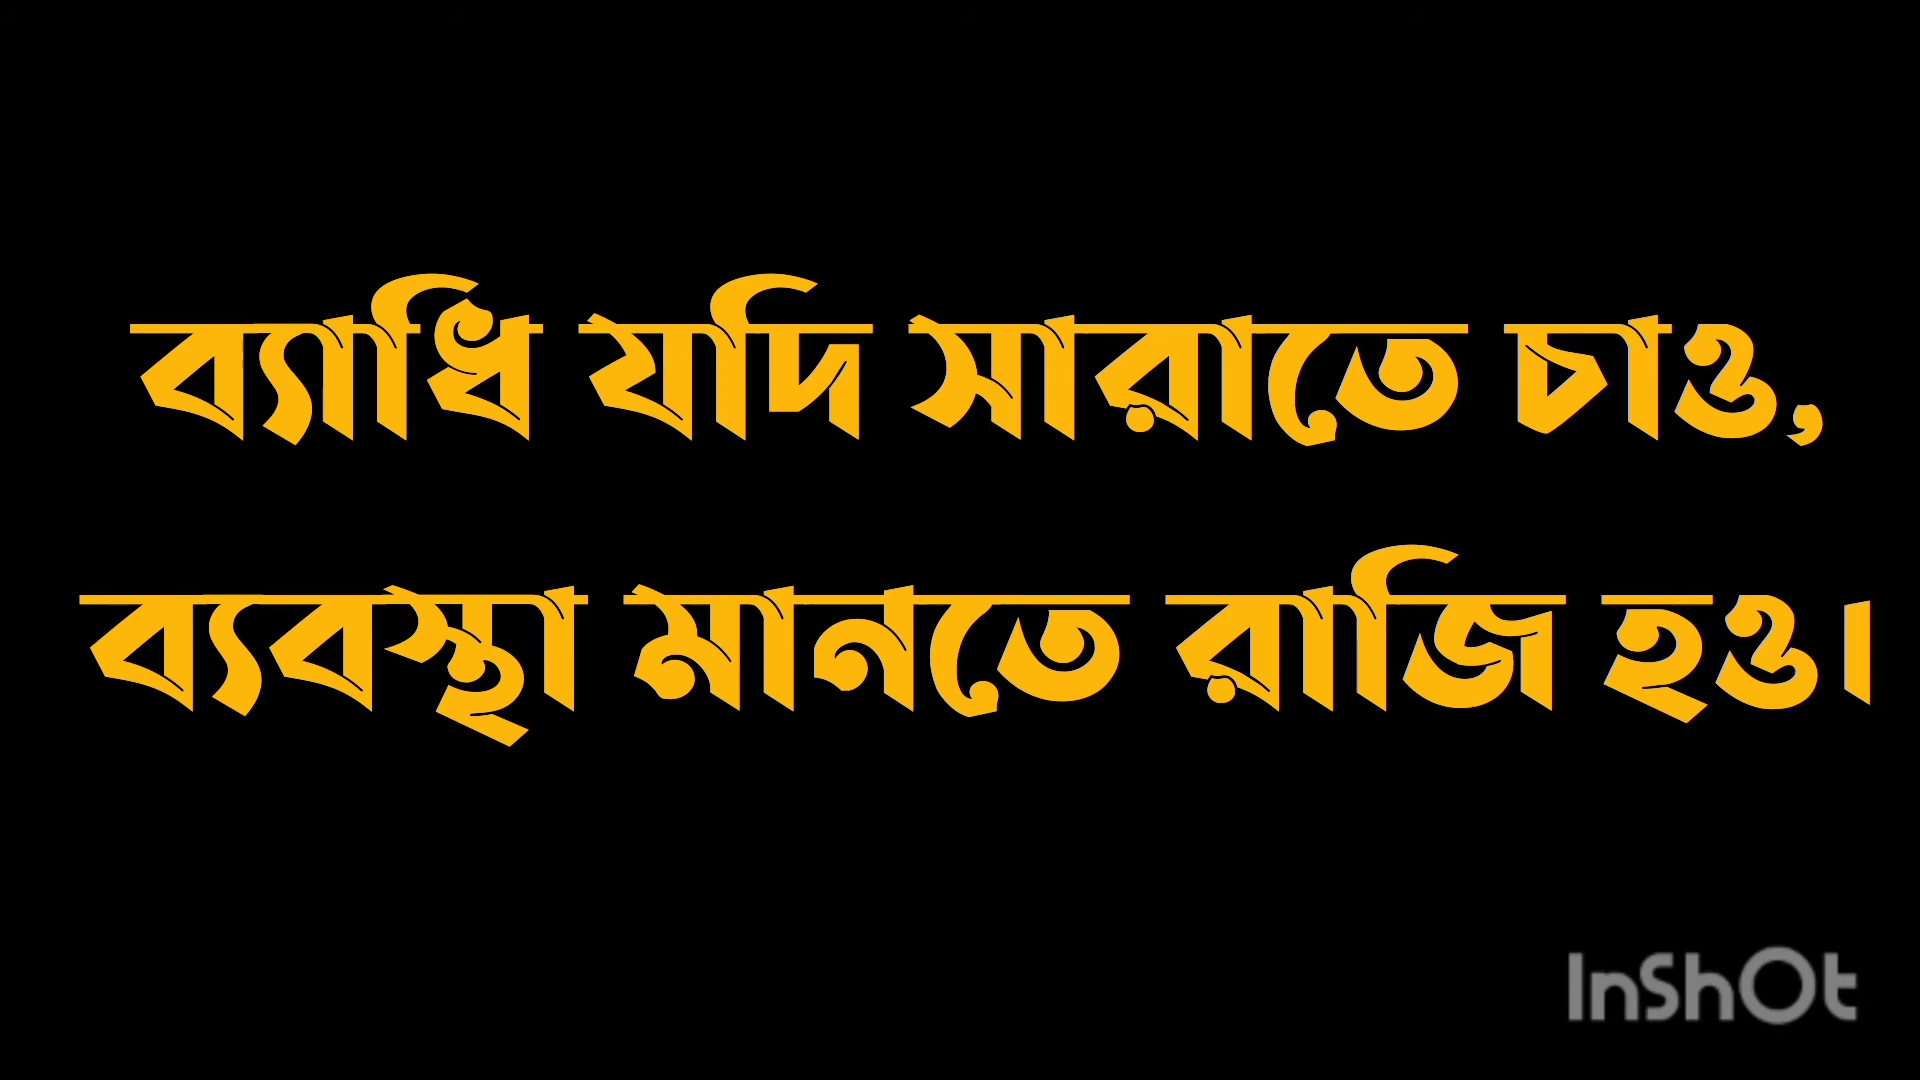 ব্যাধি যদি সারাতে চাও,
ব্যবস্থা মানতে রাজি হও।
InShOt